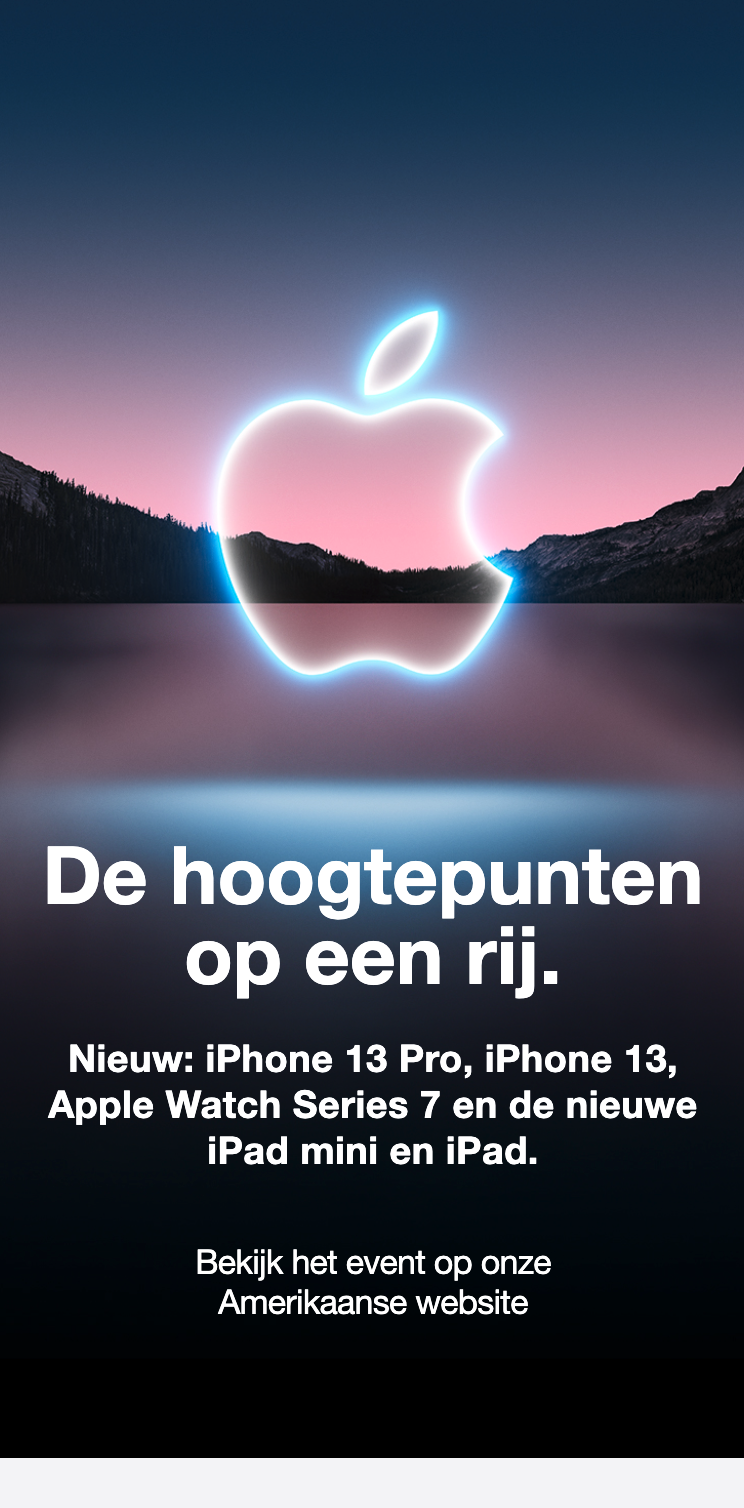 De hoogtepunten
op een rij.
Nieuw: iPhone 13 Pro, iPhone 13,
Apple Watch Series 7 en de nieuwe
iPad mini en iPad.
Bekijk het event op onze
Amerikaanse website